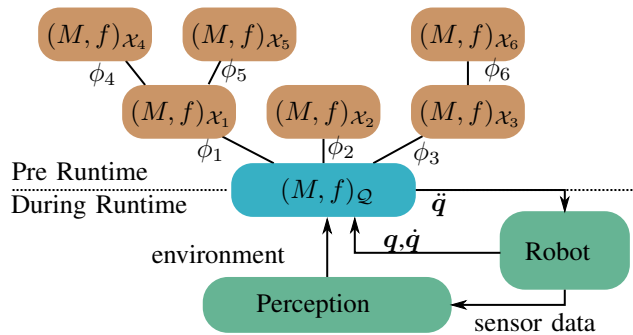 (M, f)𝒳₄ (M, f)𝒳₅ (M, f)𝒳₆
ϕ₄ ϕ₅ ϕ₆
(M, f)𝒳₁ (M, f)𝒳₂ (M, f)𝒳₃
ϕ₁ ϕ₂ ϕ₃
Pre Runtime
(M, f)𝒬
During Runtime
q̈
q,q̇
environment
Robot
Perception
sensor data